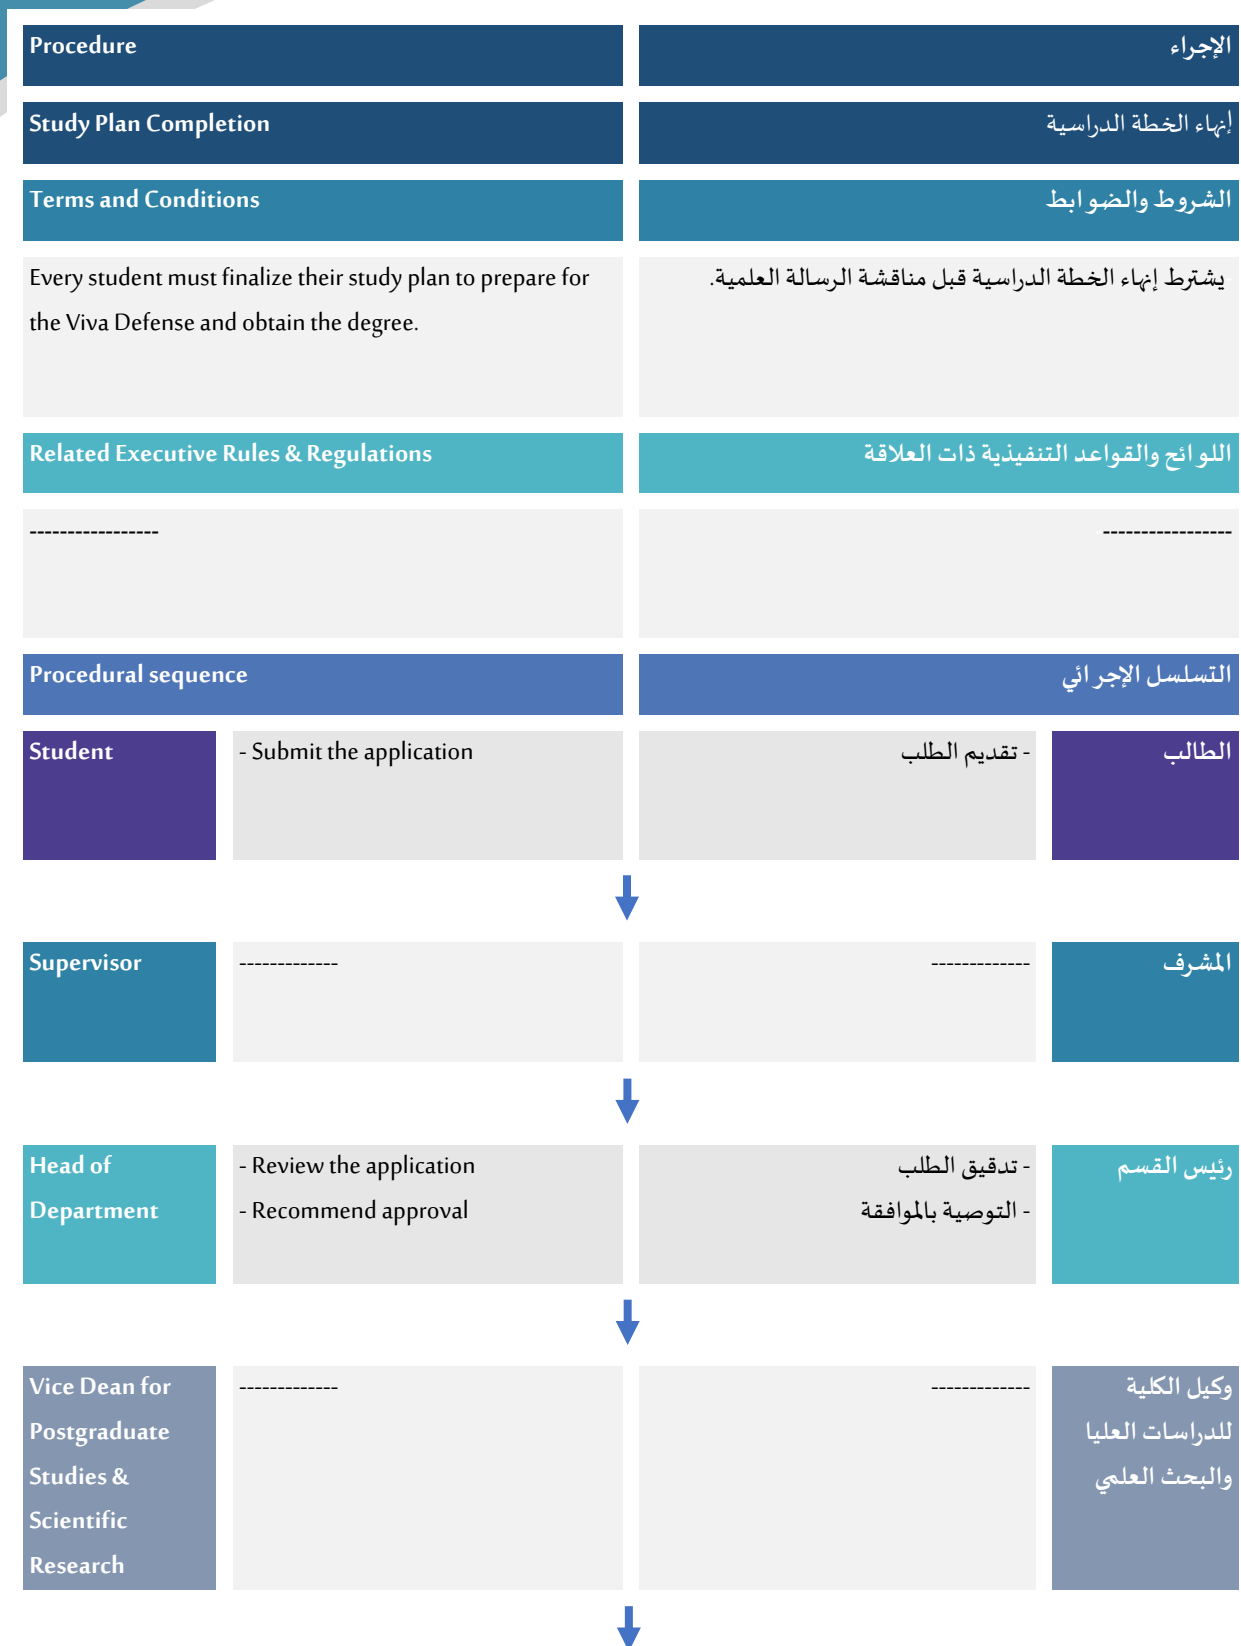 Procedure
الإجراء
Study Plan Completion
إنهاء الخطة الدراسية
Terms and Conditions
الشروط والضوابط
Every student must finalize their study plan to prepare for
the Viva Defense and obtain the degree.
يشترط إنهاء الخطة الدراسية قبل مناقشة الرسالة العلمية.
Related Executive Rules & Regulations
اللوائح والقواعد التنفيذية ذات العلاقة
-----------------
-----------------
Procedural sequence
التسلسل الإجرائي
Student
- Submit the application
- تقديم الطلب
الطالب
Supervisor
-------------
-------------
المشرف
Head of
Department
- Review the application
- Recommend approval
- تدقيق الطلب
- التوصية بالموافقة
رئيس القسم
Vice Dean for
Postgraduate
Studies &
Scientific
Research
-------------
-------------
وكيل الكلية
للدراسات العليا
والبحث العلمي